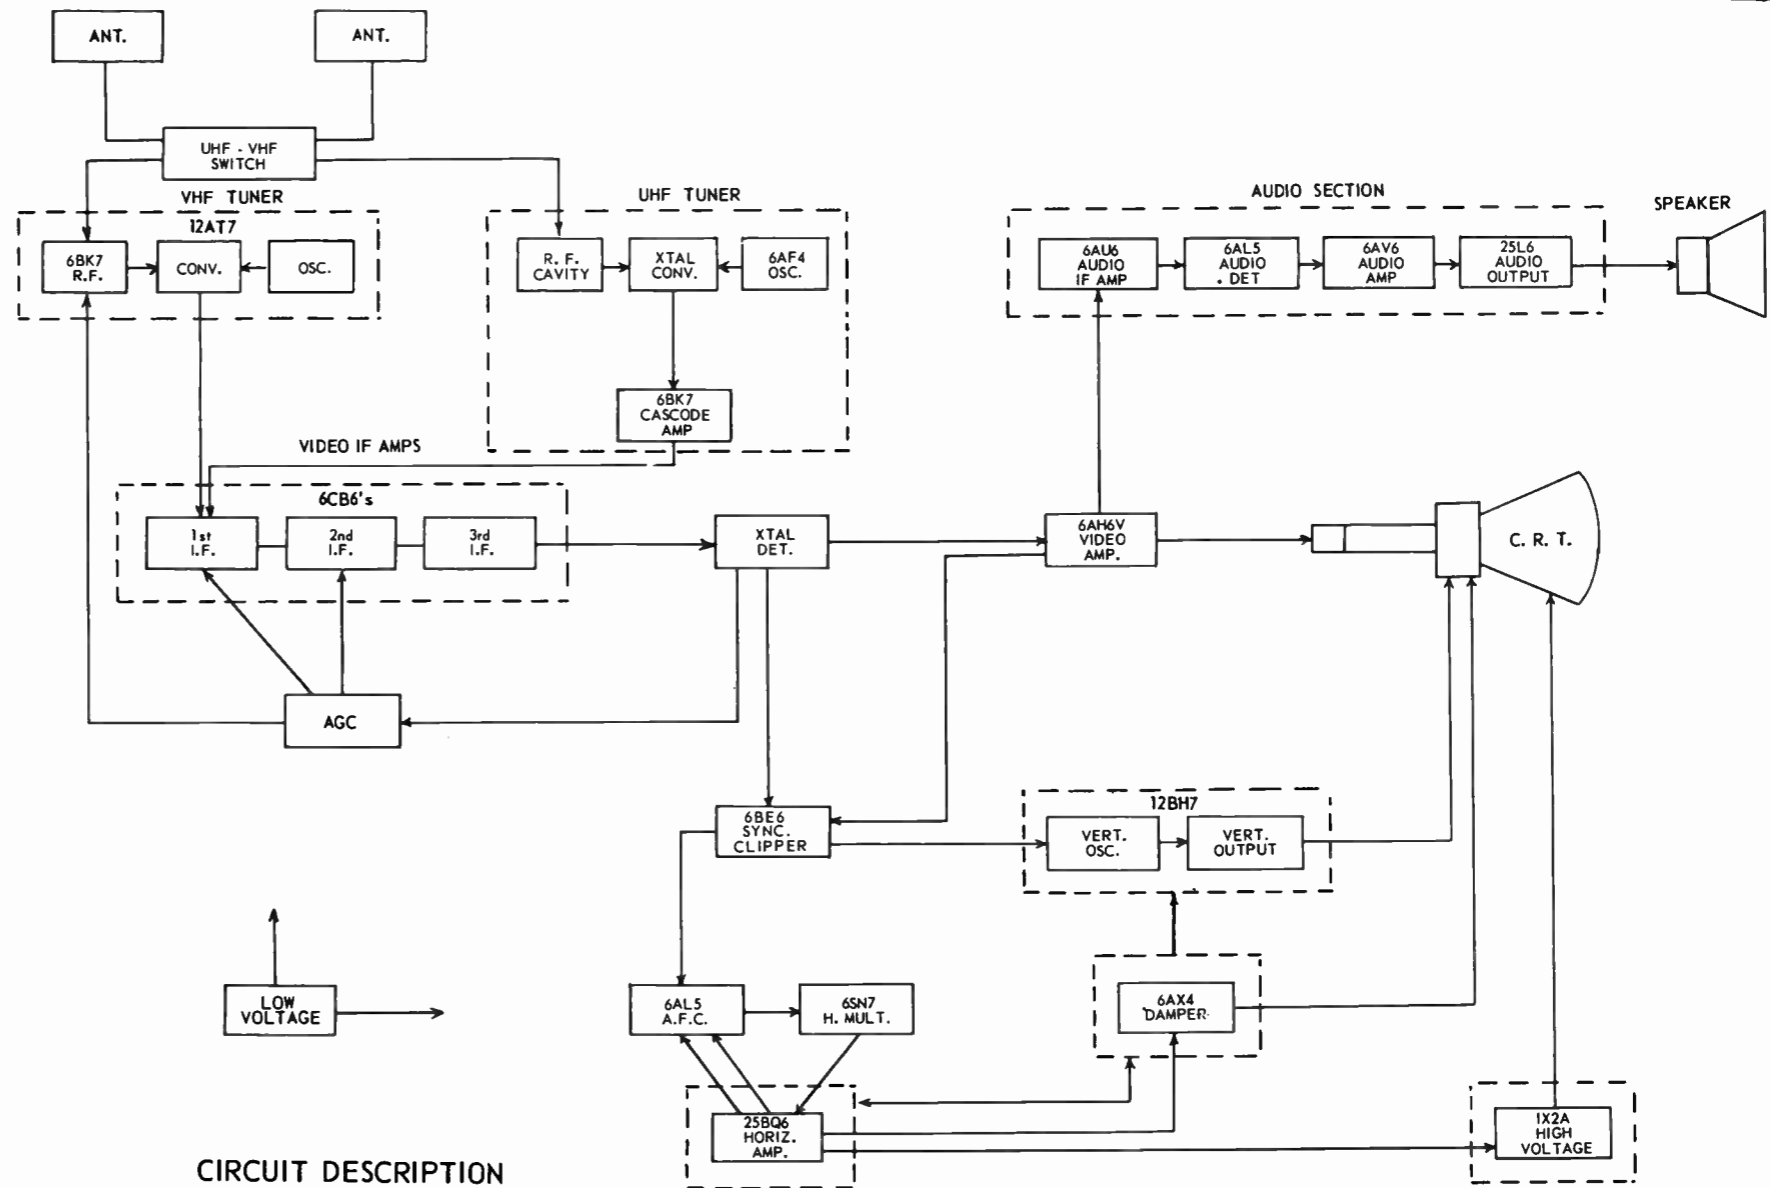 ANT.
ANT.
UHF - VHF
SWITCH
VHF TUNER
UHF TUNER
AUDIO SECTION
SPEAKER
12AT7
6BK7
R.F.
CONV.
OSC.
R. F.
CAVITY
XTAL
CONV.
6AF4
OSC.
6AU6
AUDIO
IF AMP
6AL5
AUDIO
. DET
6AV6
AUDIO
AMP
25L6
AUDIO
OUTPUT
6BK7
CASCODE
AMP
VIDEO IF AMPS
6CB6's
1st
I.F.
2nd
I.F.
3rd
I.F.
XTAL
DET.
6AH6V
VIDEO
AMP.
C. R. T.
AGC
6BE6
SYNC.
CLIPPER
12BH7
VERT.
OSC.
VERT.
OUTPUT
LOW
VOLTAGE
6AL5
A.F.C.
6SN7
H. MULT.
6AX4
DAMPER
25BQ6
HORIZ.
AMP.
1X2A
HIGH
VOLTAGE
CIRCUIT DESCRIPTION